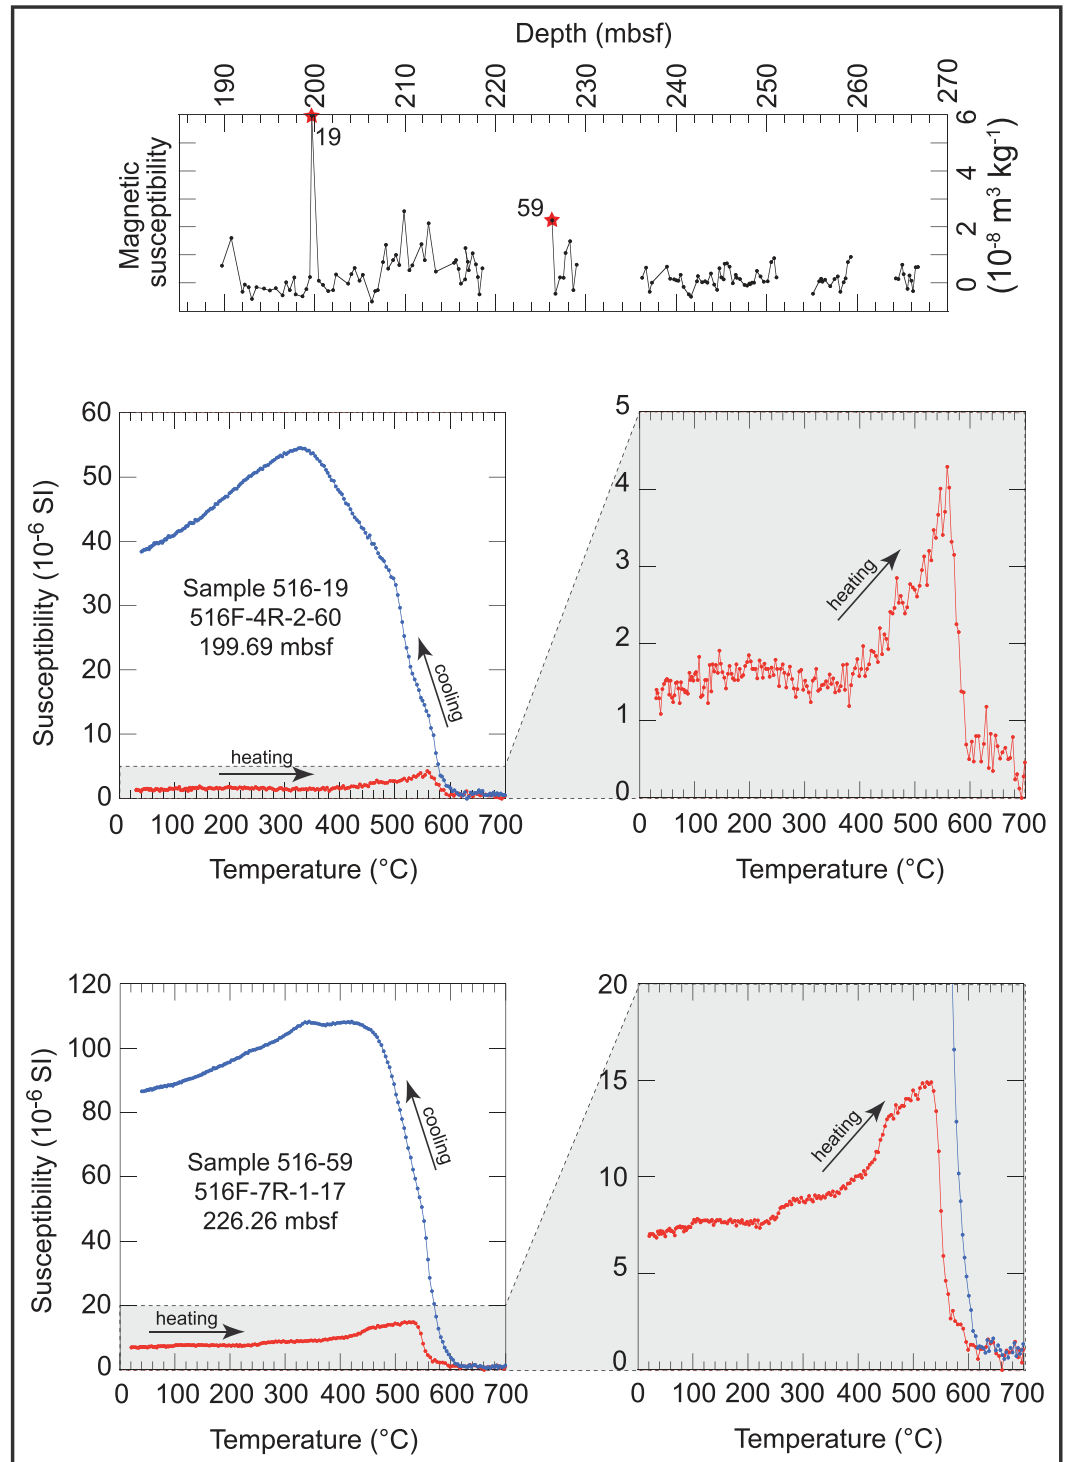 Depth (mbsf)
190 200 210 220 230 240 250 260 270
Magnetic
susceptibility
19
59
6
4
2
0
(10-8 m3 kg-1)
60
50
40
30
20
10
0
Susceptibility (10-6 SI)
Sample 516-19
516F-4R-2-60
199.69 mbsf
cooling
heating
0 100 200 300 400 500 600 700
Temperature (°C)
5
4
3
2
1
0
heating
0 100 200 300 400 500 600 700
Temperature (°C)
120
100
80
60
40
20
0
Susceptibility (10-6 SI)
Sample 516-59
516F-7R-1-17
226.26 mbsf
cooling
heating
0 100 200 300 400 500 600 700
Temperature (°C)
20
15
10
5
0
heating
0 100 200 300 400 500 600 700
Temperature (°C)